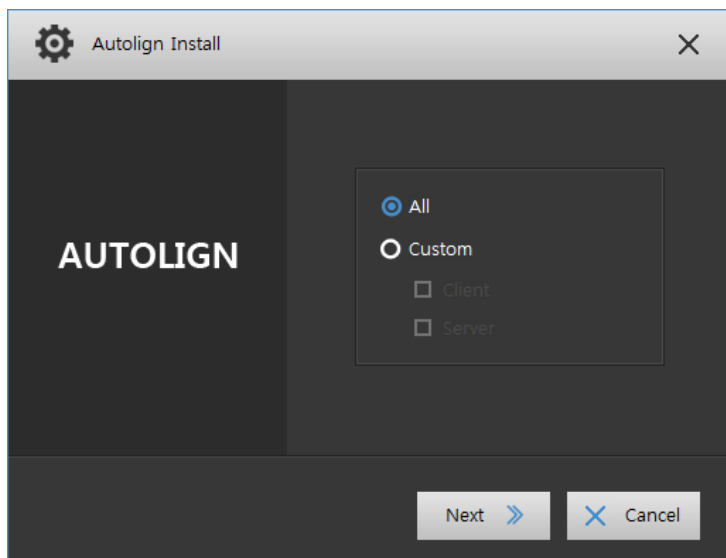 Autolign Install
AUTOLIGN
All
Custom
Client
Server
Next
Cancel